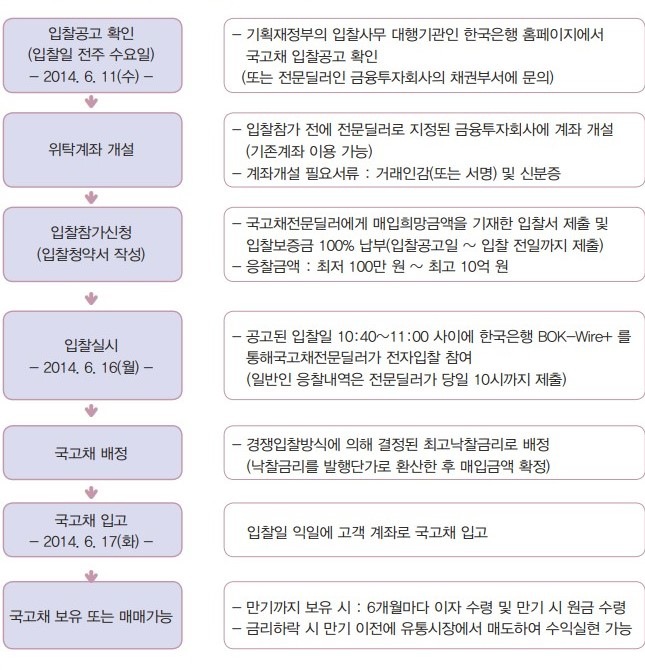 입찰공고 확인
(입찰일 전주 수요일)
- 2014. 6. 11(수) -
- 기획재정부의 입찰사무 대행기관인 한국은행 홈페이지에서
국고채 입찰공고 확인
(또는 전문딜러인 금융투자회사의 채권부서에 문의)
위탁계좌 개설
- 입찰참가 전에 전문딜러로 지정된 금융투자회사에 계좌 개설
(기존계좌 이용 가능)
- 계좌개설 필요서류 : 거래인감(또는 서명) 및 신분증
입찰참가신청
(입찰청약서 작성)
- 국고채전문딜러에게 매입희망금액을 기재한 입찰서 제출 및
입찰보증금 100% 납부(입찰공고일 ~ 입찰 전일까지 제출)
- 응찰금액 : 최저 100만 원 ~ 최고 10억 원
입찰실시
- 2014. 6. 16(월) -
- 공고된 입찰일 10:40~11:00 사이에 한국은행 BOK-Wire+ 를
통해국고채전문딜러가 전자입찰 참여
(일반인 응찰내역은 전문딜러가 당일 10시까지 제출)
국고채 배정
- 경쟁입찰방식에 의해 결정된 최고낙찰금리로 배정
(낙찰금리를 발행단가로 환산한 후 매입금액 확정)
국고채 입고
- 2014. 6. 17(화) -
입찰일 익일에 고객 계좌로 국고채 입고
국고채 보유 또는 매매가능
- 만기까지 보유 시 : 6개월마다 이자 수령 및 만기 시 원금 수령
- 금리하락 시 만기 이전에 유통시장에서 매도하여 수익실현 가능